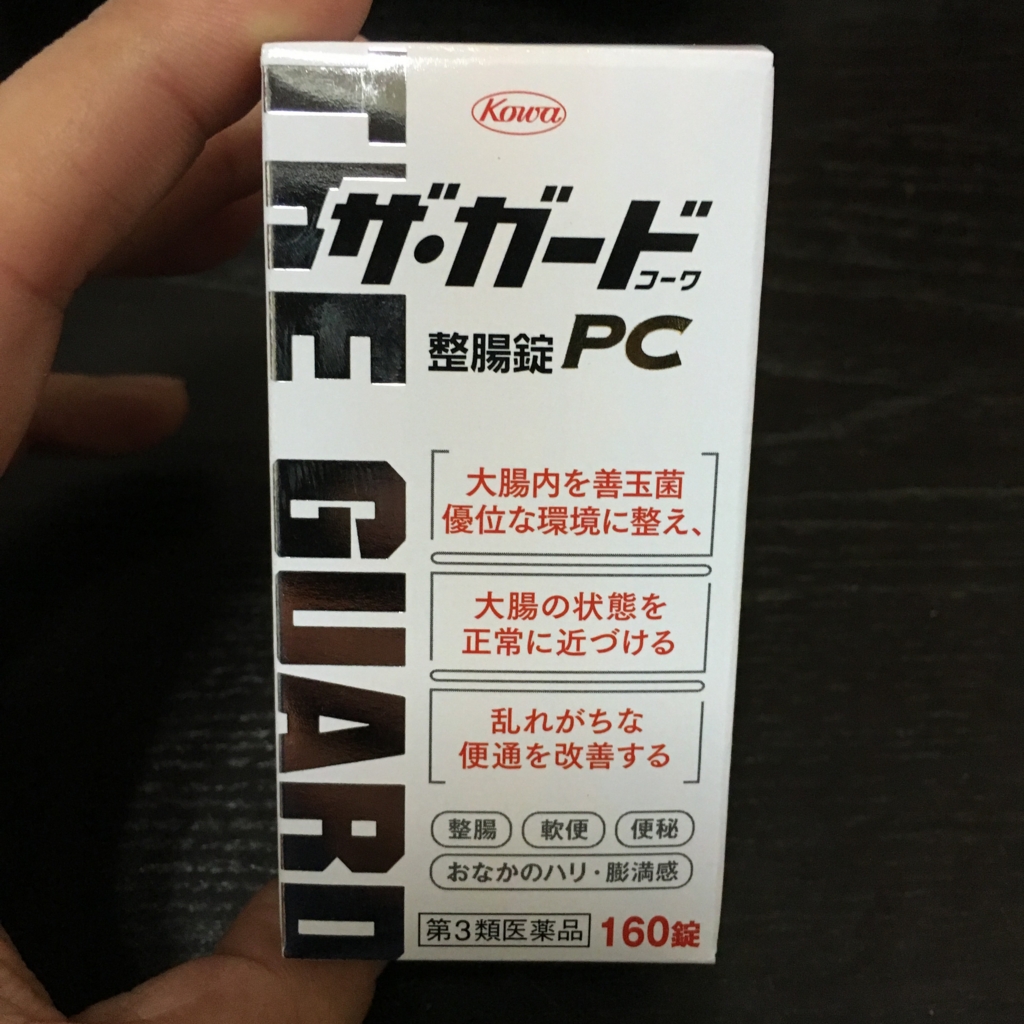 Kowa
THE GUARD
ザ・ガード
コーワ
整腸錠PC
大腸内を善玉菌
優位な環境に整え、
大腸の状態を
正常に近づける
乱れがちな
便通を改善する
整腸 軟便 便秘
おなかのハリ・膨満感
第3類医薬品 160錠